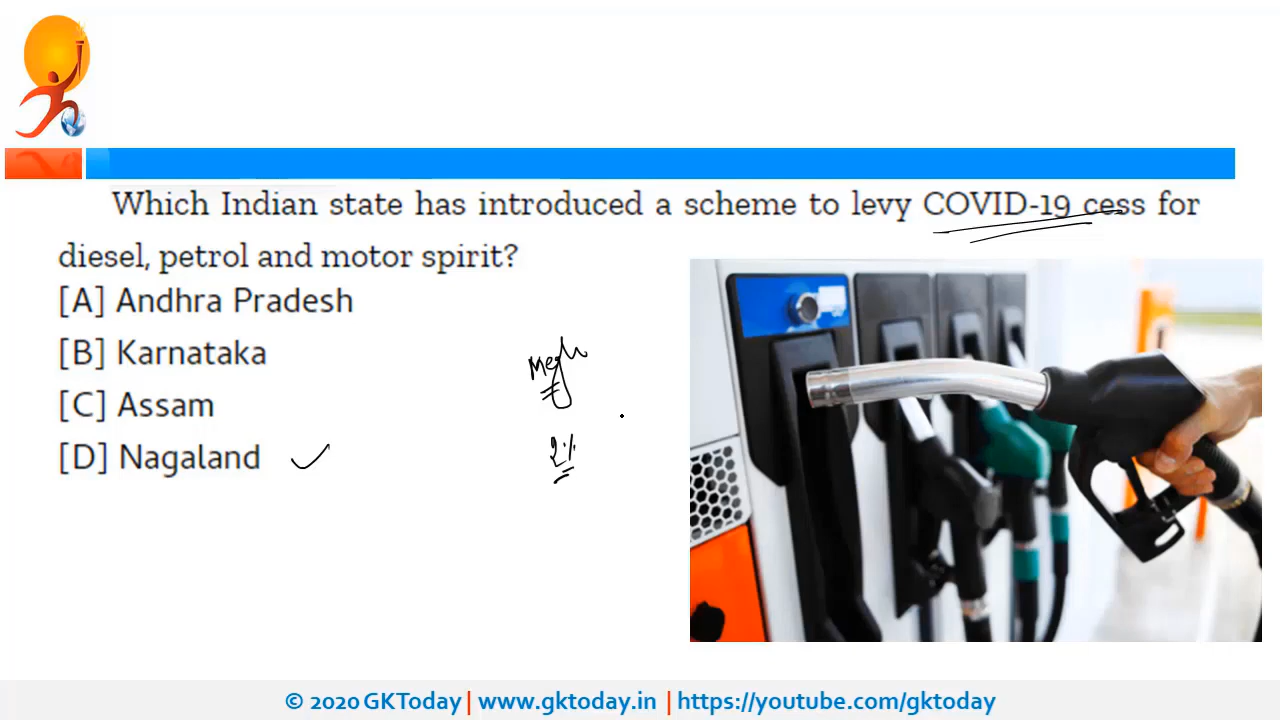 Which Indian state has introduced a scheme to levy COVID-19 cess for
diesel, petrol and motor spirit?
[A] Andhra Pradesh
[B] Karnataka
[C] Assam
[D] Nagaland
2%
© 2020 GKToday | www.gktoday.in | https://youtube.com/gktoday